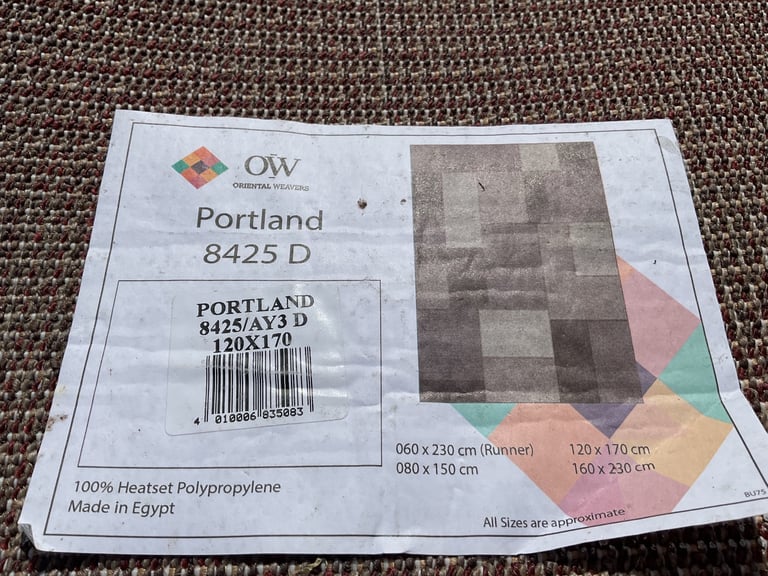 OW
ORIENTAL WEAVERS
Portland
8425 D
PORTLAND
8425/AY3 D
120X170
4 010006 835083
100% Heatset Polypropylene
Made in Egypt
060 x 230 cm (Runner)
120 x 170 cm
080 x 150 cm
160 x 230 cm
All Sizes are approximate
BU75